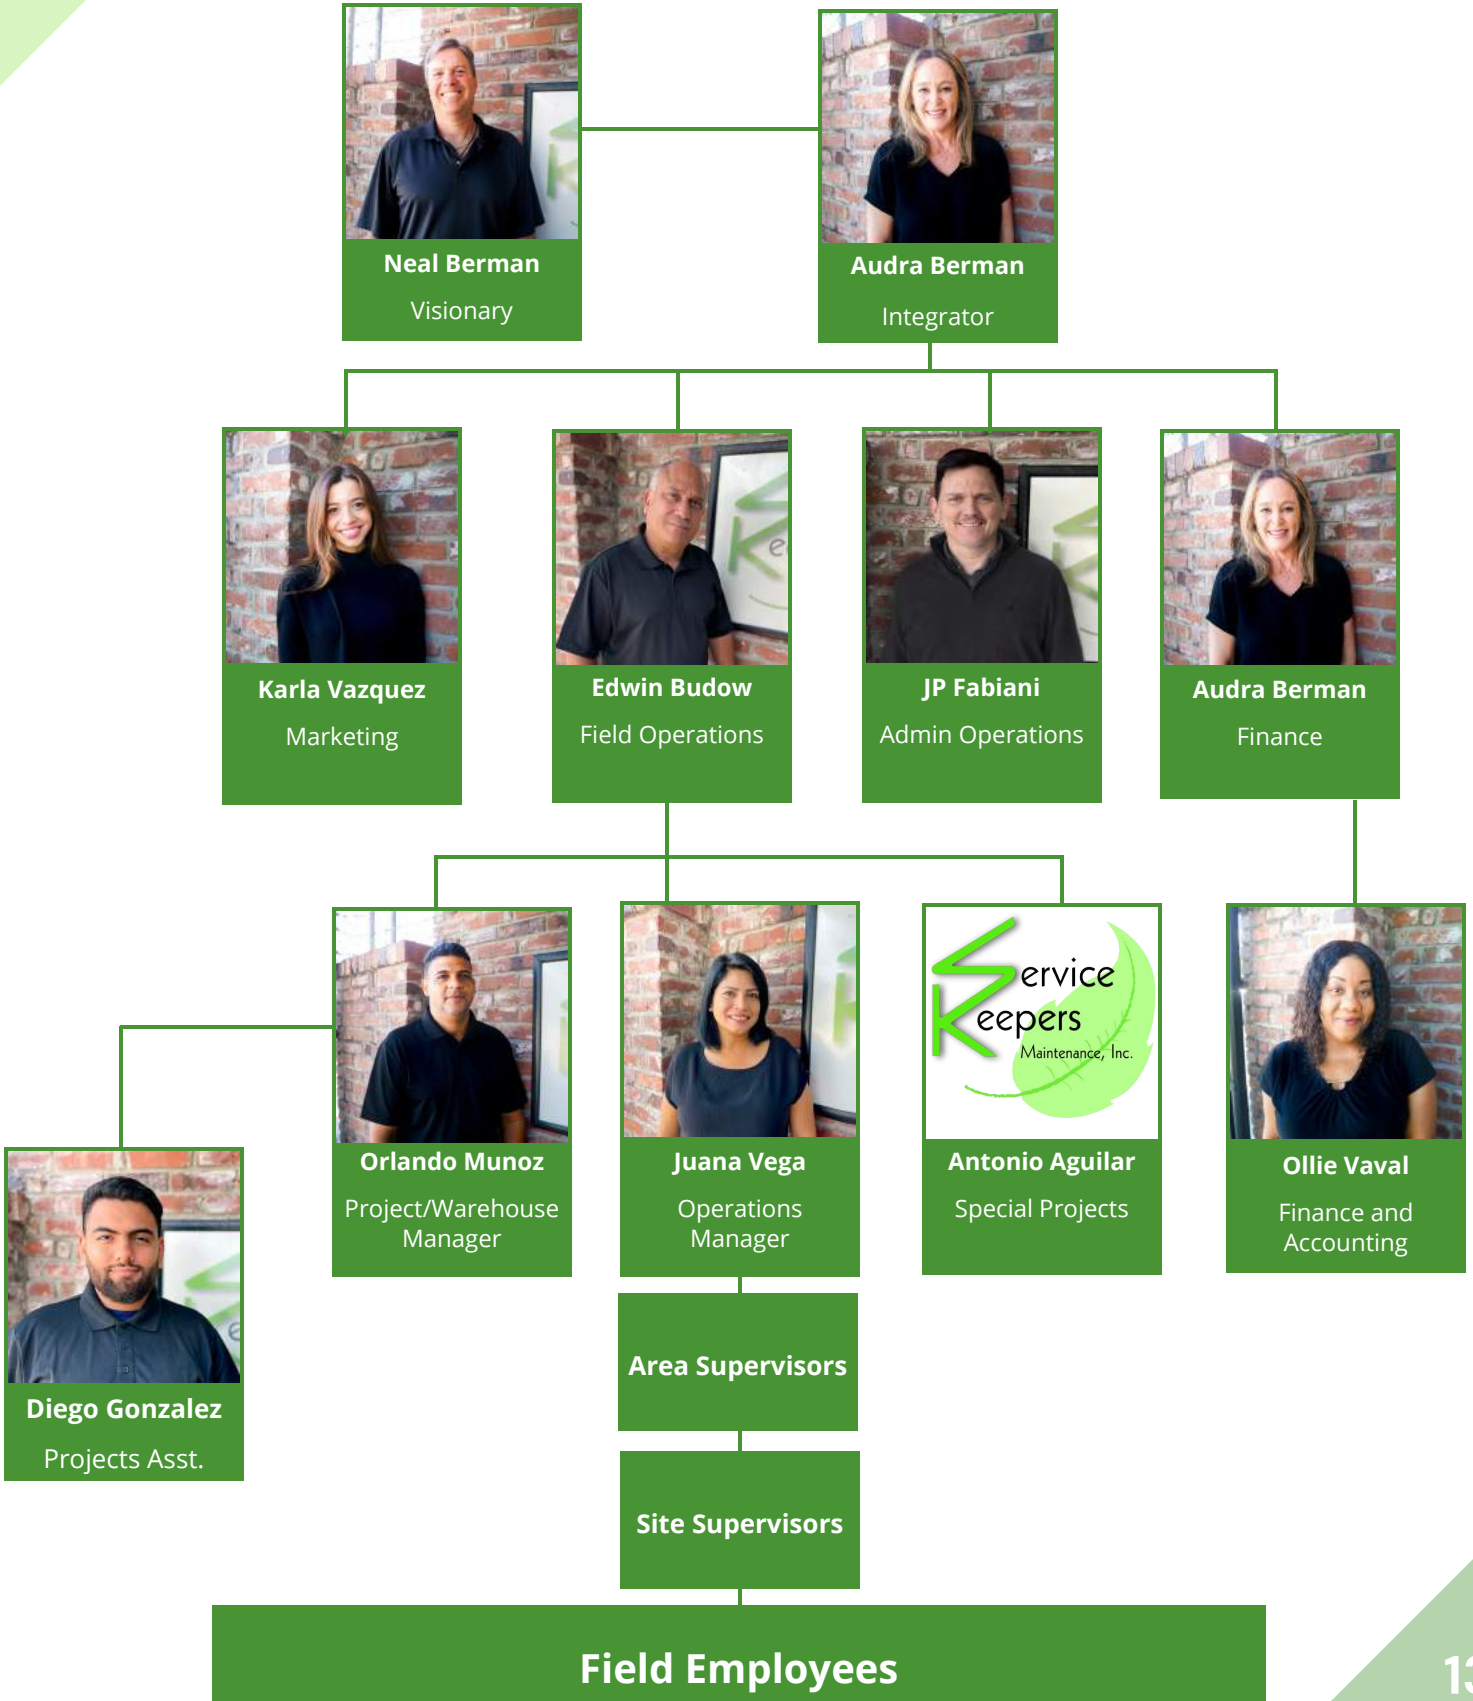 Neal Berman
Visionary
Audra Berman
Integrator
Karla Vazquez
Marketing
Edwin Budow
Field Operations
JP Fabiani
Admin Operations
Audra Berman
Finance
Orlando Munoz
Project/Warehouse
Manager
Juana Vega
Operations
Manager
Service
Keepers
Maintenance, Inc.
Antonio Aguilar
Special Projects
Ollie Vaval
Finance and
Accounting
Diego Gonzalez
Projects Asst.
Area Supervisors
Site Supervisors
Field Employees